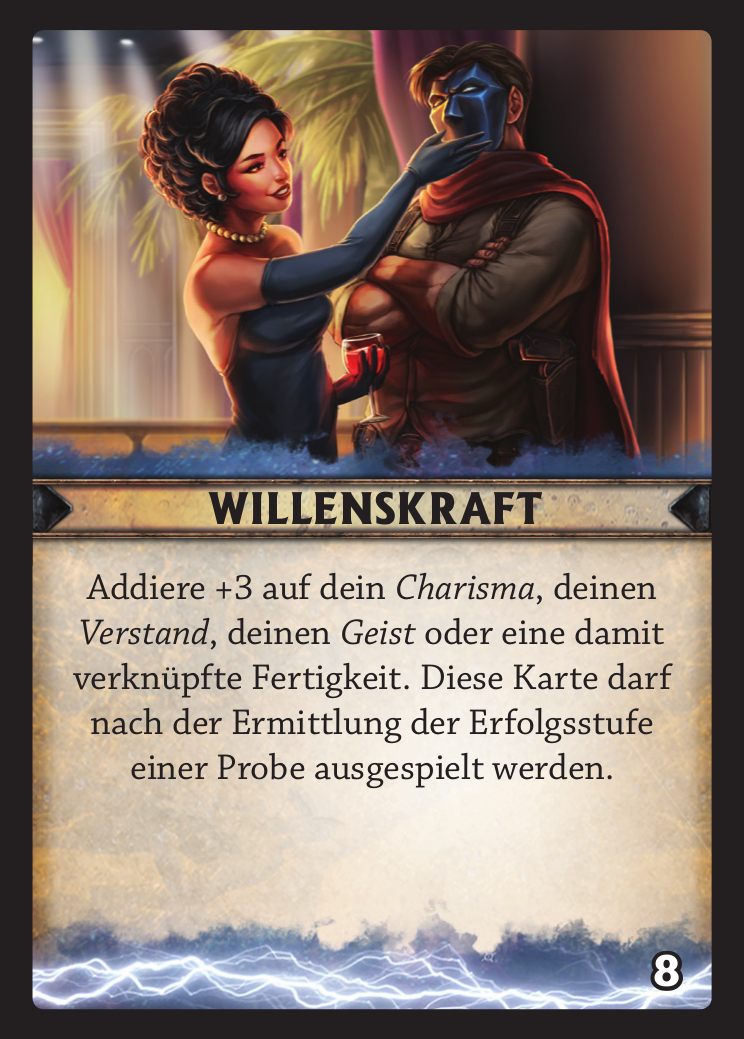 WILLENSKRAFT
Addiere +3 auf dein Charisma, deinen
Verstand, deinen Geist oder eine damit
verknüpfte Fertigkeit. Diese Karte darf
nach der Ermittlung der Erfolgsstufe
einer Probe ausgespielt werden.
8